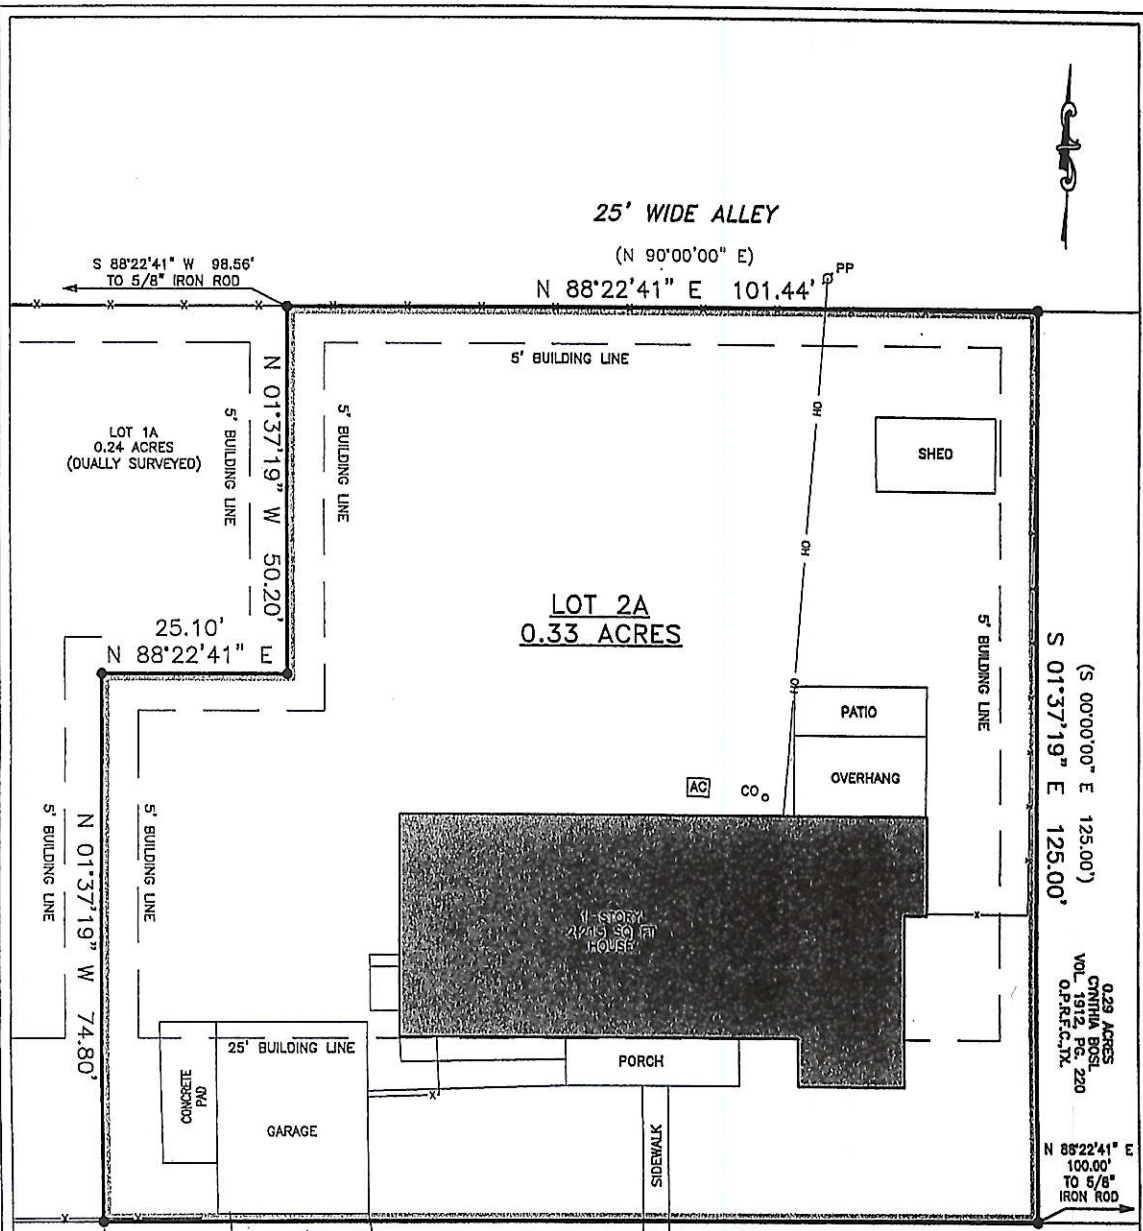 25' WIDE ALLEY
(N 90°00'00" E)
N 88°22'41" E 101.44'
PP
S 88°22'41" W 98.56'
TO 5/8" IRON ROD
5' BUILDING LINE
N 01°37'19" W 50.20'
5' BUILDING LINE
5' BUILDING LINE
LOT 1A
0.24 ACRES
(DUALLY SURVEYED)
HO
SHED
HO
LOT 2A
0.33 ACRES
25.10'
N 88°22'41" E
5' BUILDING LINE
(S 00°00'00" E 125.00')
S 01°37'19" E 125.00'
HO
PATIO
OVERHANG
AC
CO
5' BUILDING LINE
N 01°37'19" W 74.80'
5' BUILDING LINE
1-STORY
SQ FT
HOUSE
0.29 ACRES
CYNTHIA BOSL
VOL. 1912, PG. 220
O.P.R.F.C.,TX.
25' BUILDING LINE
PORCH
CONCRETE
PAD
GARAGE
SIDEWALK
N 88°22'41" E
100.00'
TO 5/8"
IRON ROD